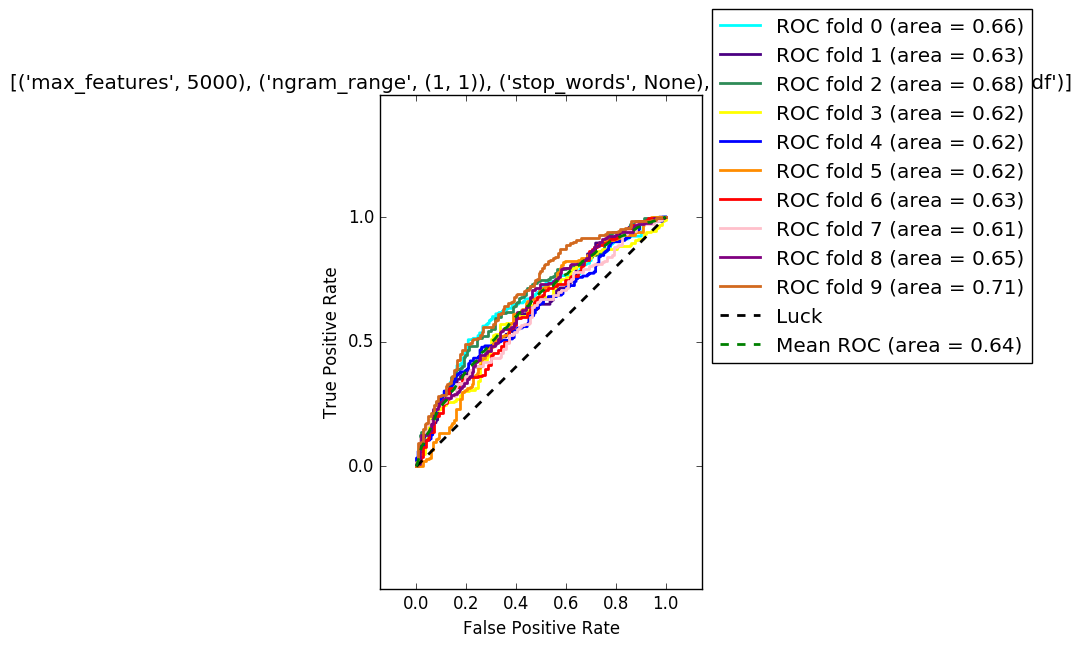 [('max_features', 5000), ('ngram_range', (1, 1)), ('stop_words', None), df')]
ROC fold 0 (area = 0.66)
ROC fold 1 (area = 0.63)
ROC fold 2 (area = 0.68)
ROC fold 3 (area = 0.62)
ROC fold 4 (area = 0.62)
ROC fold 5 (area = 0.62)
ROC fold 6 (area = 0.63)
ROC fold 7 (area = 0.61)
ROC fold 8 (area = 0.65)
ROC fold 9 (area = 0.71)
Luck
Mean ROC (area = 0.64)
True Positive Rate
1.0
0.5
0.0
0.0 0.2 0.4 0.6 0.8 1.0
False Positive Rate